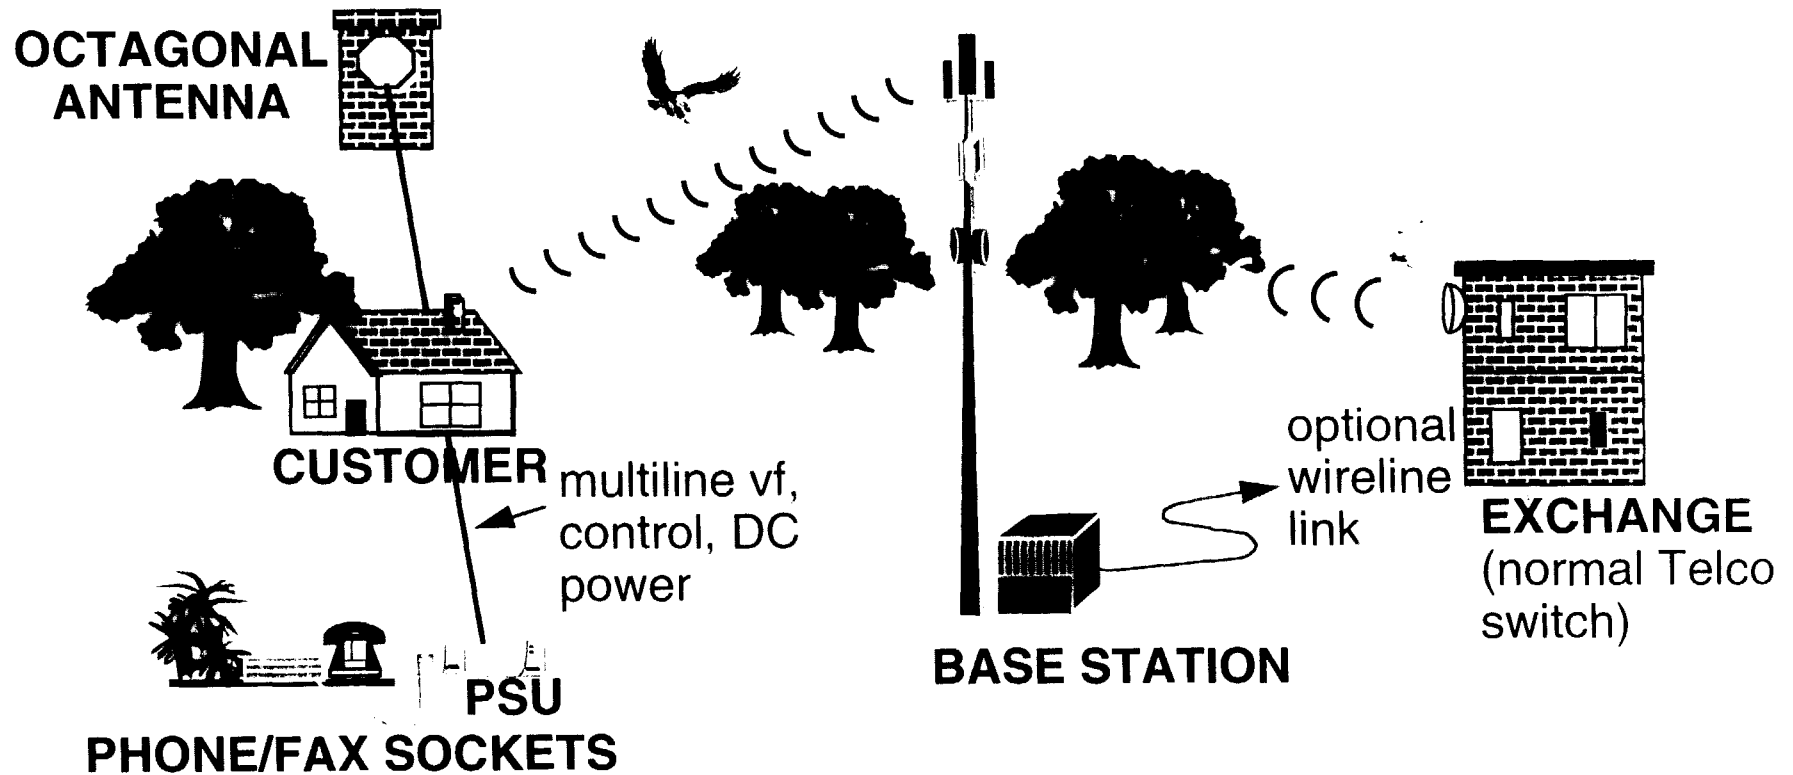 OCTAGONAL
ANTENNA
CUSTOMER
multiline vf,
control, DC
power
PSU
PHONE/FAX SOCKETS
BASE STATION
optional
wireline
link
EXCHANGE
(normal Telco
switch)